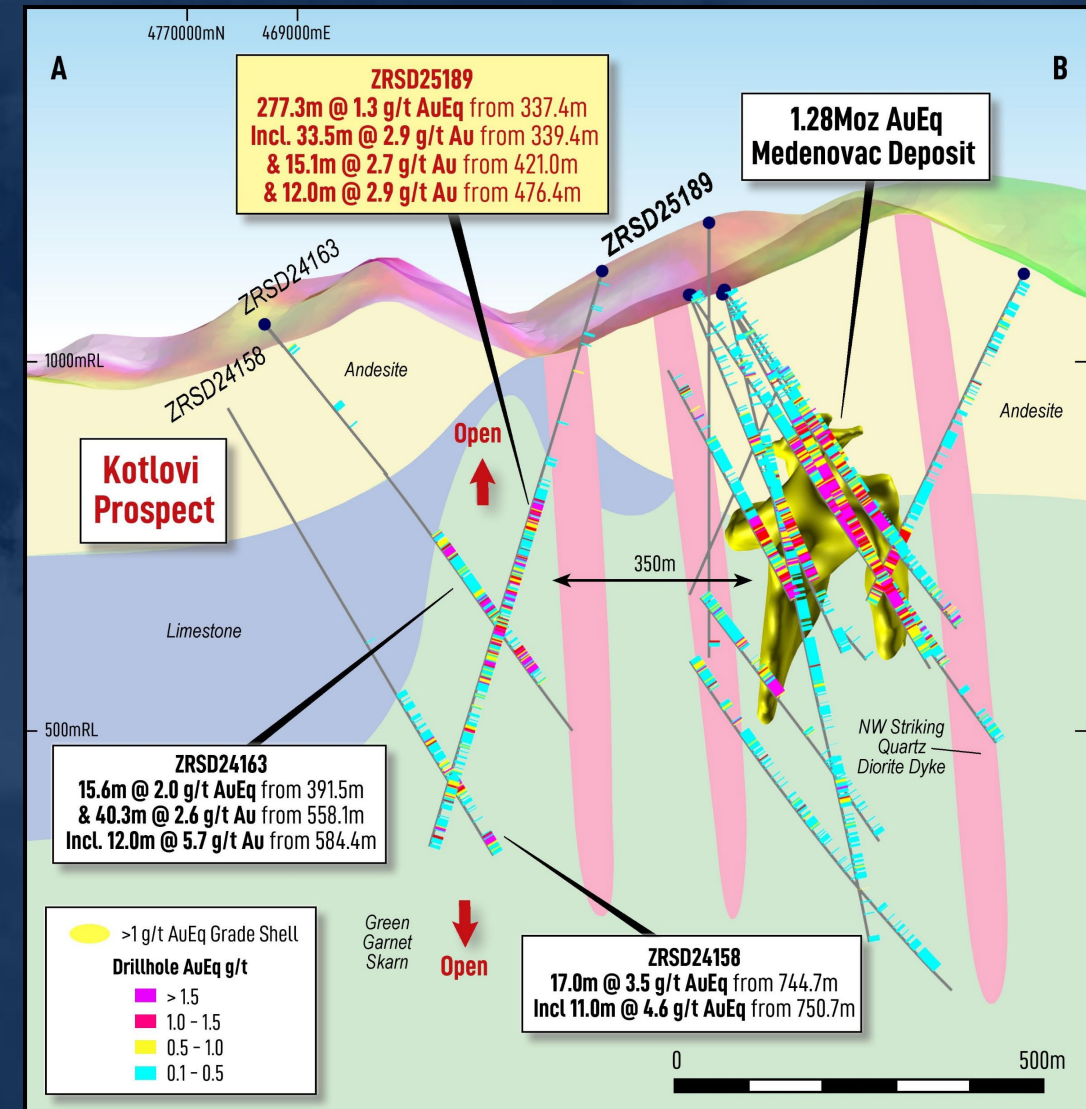 4770000mN
469000mE
A
B
ZRSD25189
277.3m @ 1.3 g/t AuEq from 337.4m
Incl. 33.5m @ 2.9 g/t Au from 339.4m
& 15.1m @ 2.7 g/t Au from 421.0m
& 12.0m @ 2.9 g/t Au from 476.4m
1.28Moz AuEq
Medenovac Deposit
ZRSD25189
ZRSD24163
ZRSD24158
1000mRL
Andesite
Andesite
Open
Kotlovi
Prospect
350m
Limestone
500mRL
NW Striking
Quartz
Diorite Dyke
ZRSD24163
15.6m @ 2.0 g/t AuEq from 391.5m
& 40.3m @ 2.6 g/t AuEq from 558.1m
Incl. 12.0m @ 5.7 g/t Au from 584.4m
Green
Garnet
Skarn
Open
ZRSD24158
17.0m @ 3.5 g/t AuEq from 744.7m
Incl 11.0m @ 4.6 g/t AuEq from 750.7m
>1 g/t AuEq Grade Shell
Drillhole AuEq g/t
> 1.5
1.0 – 1.5
0.5 – 1.0
0.1 – 0.5
0
500m